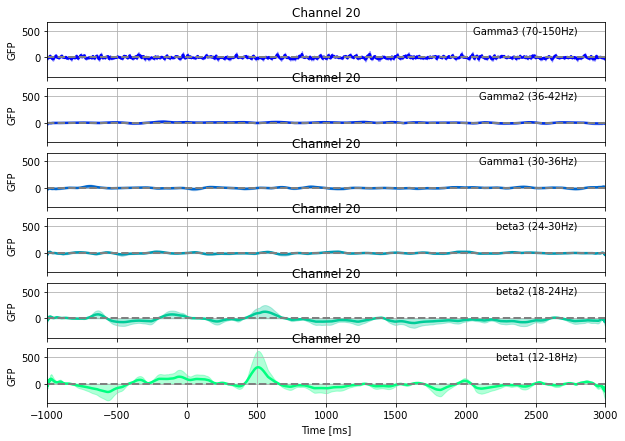 Channel 20
GFP
500
0
Gamma3 (70-150Hz)
Channel 20
GFP
500
0
Gamma2 (36-42Hz)
Channel 20
GFP
500
0
Gamma1 (30-36Hz)
Channel 20
GFP
500
0
beta3 (24-30Hz)
Channel 20
GFP
500
0
beta2 (18-24Hz)
Channel 20
GFP
500
0
beta1 (12-18Hz)
−1000 −500 0 500 1000 1500 2000 2500 3000
Time [ms]